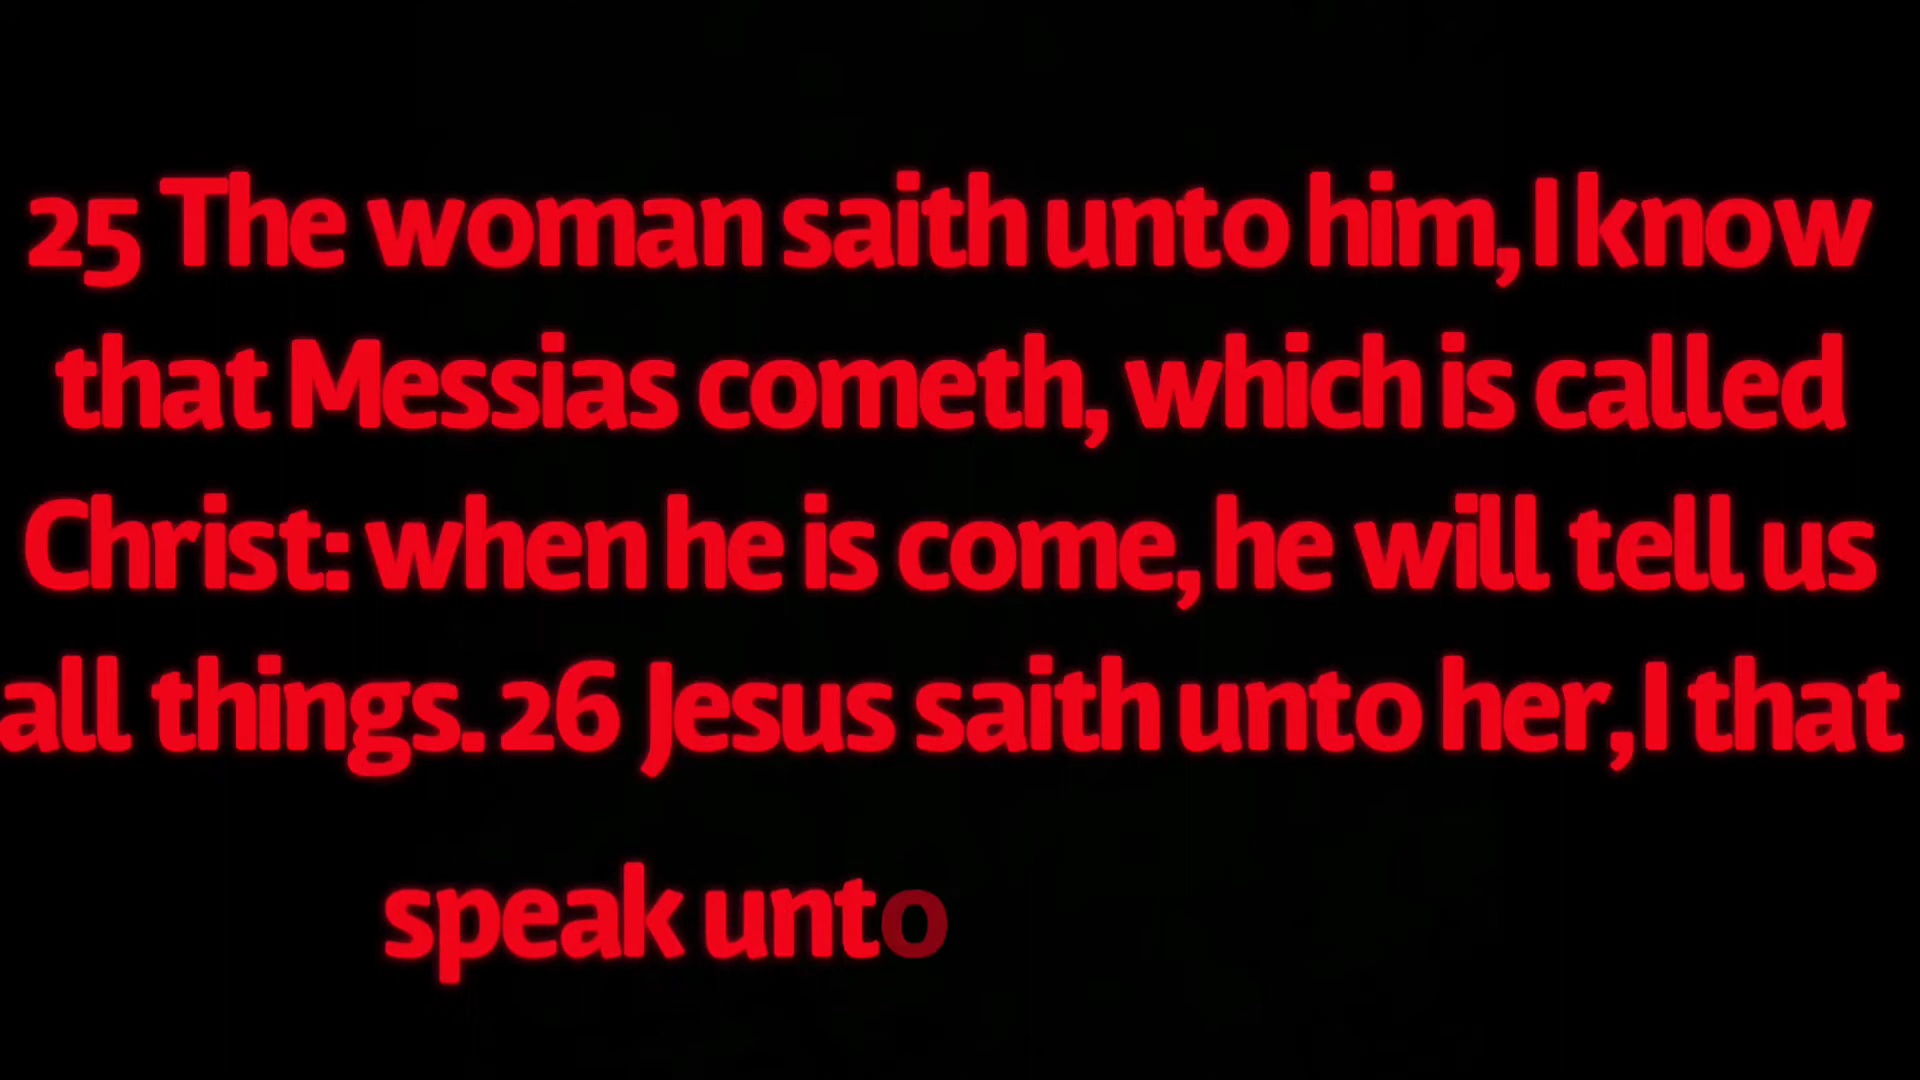 25 The woman saith unto him, I know
that Messias cometh, which is called
Christ: when he is come, he will tell us
all things. 26 Jesus saith unto her, I that
speak unto